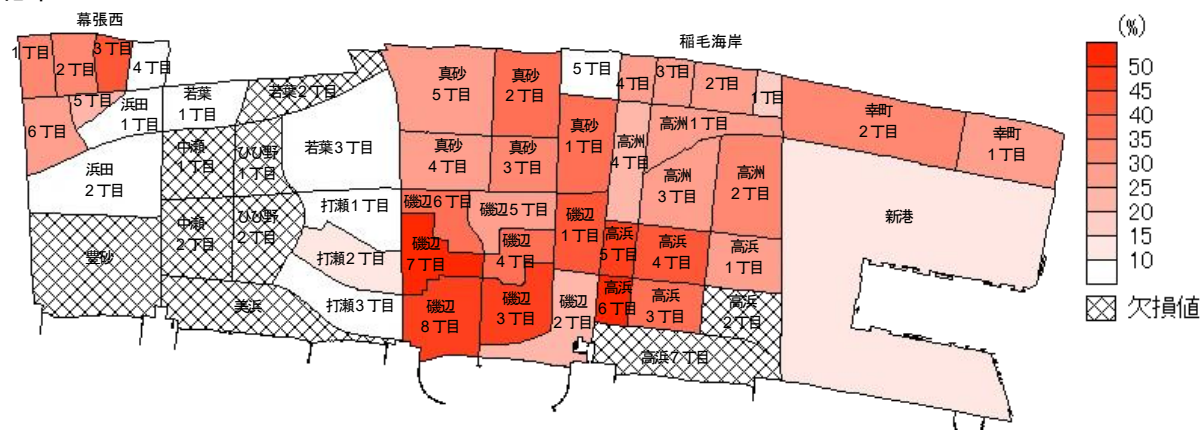 幕張西
1丁目
2丁目
3丁目
4丁目
5丁目
6丁目
浜田
1丁目
浜田
2丁目
若葉
1丁目
若葉2丁目
若葉3丁目
中瀬
1丁目
ひび野
1丁目
中瀬
2丁目
ひび野
2丁目
豊砂
美浜
打瀬1丁目
打瀬2丁目
打瀬3丁目
真砂
5丁目
真砂
2丁目
真砂
4丁目
真砂
3丁目
真砂
1丁目
磯辺6丁目
磯辺5丁目
磯辺
7丁目
磯辺
4丁目
磯辺
1丁目
磯辺
8丁目
磯辺
3丁目
磯辺
2丁目
稲毛海岸
5丁目
4丁目
3丁目
2丁目
1丁目
高洲1丁目
高洲
4丁目
高洲
3丁目
高洲
2丁目
高浜
5丁目
高浜
4丁目
高浜
1丁目
高浜
6丁目
高浜
3丁目
高浜
2丁目
高浜7丁目
幸町
2丁目
幸町
1丁目
新港
(%)
50
45
40
35
30
25
20
15
10
欠損値